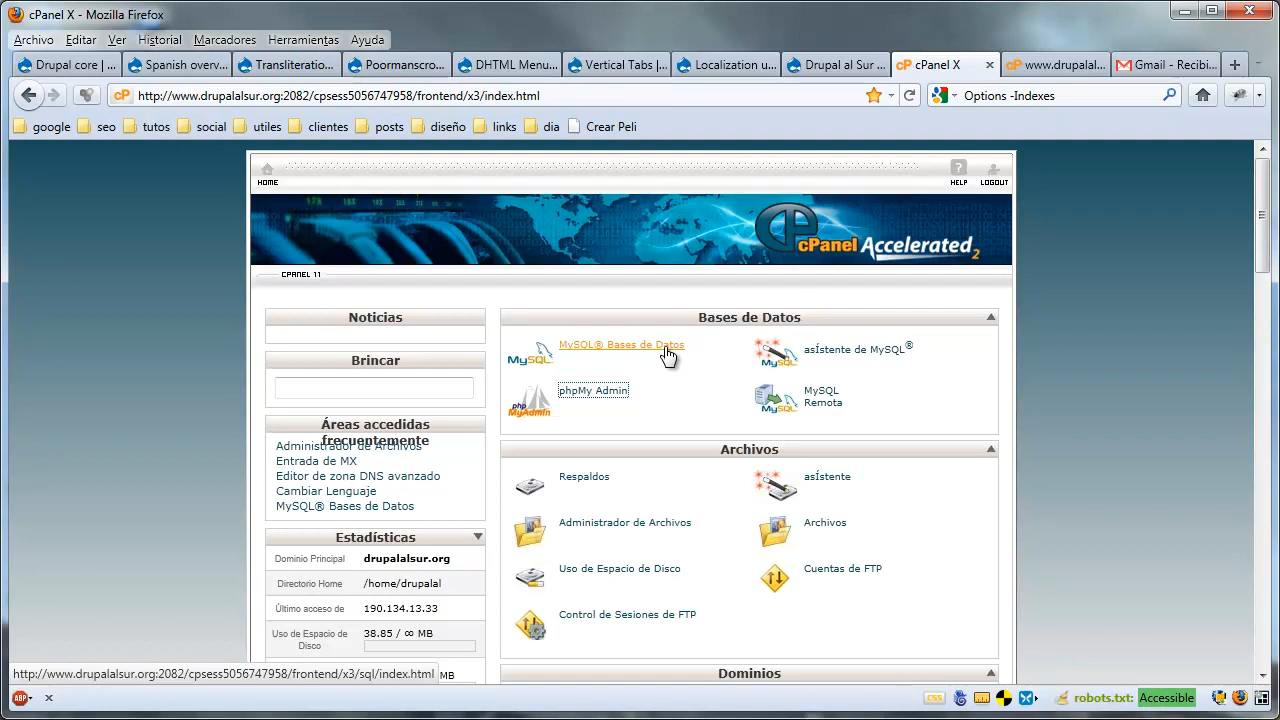 cPanel X - Mozilla Firefox
Archivo Editar Ver Historial Marcadores Herramientas Ayuda
Drupal core | ... Spanish overv... Transliteratio... Poormanscro... DHTML Menu... Vertical Tabs |... Localization u... Drupal al Sur ... cPanel X www.drupalal... Gmail - Recibi...
http://www.drupalalsur.org:2082/cpsess5056747958/frontend/x3/index.html
Options -Indexes
google seo tutos social utiles clientes posts diseño links dia Crear Peli
HOME HELP LOGOUT
cPanel Accelerated 2
CPANEL 11
Noticias
Brincar
Áreas accedidas frecuentemente
Administrador de Archivos
Entrada de MX
Editor de zona DNS avanzado
Cambiar Lenguaje
MySQL® Bases de Datos
Estadísticas
Dominio Principal drupalalsur.org
Directorio Home /home/drupalal
Último acceso de 190.134.13.33
Uso de Espacio de Disco 38.85 / ∞ MB
MB
Bases de Datos
MySQL MySQL® Bases de Datos
MySQL asÍstente de MySQL®
php MyAdmin phpMy Admin
MySQL MySQL Remota
Archivos
Respaldos
asÍstente
Administrador de Archivos
Archivos
Uso de Espacio de Disco
Cuentas de FTP
Control de Sesiones de FTP
Dominios
http://www.drupalalsur.org:2082/cpsess5056747958/frontend/x3/sql/index.html
ABP
CSS
robots.txt: Accessible